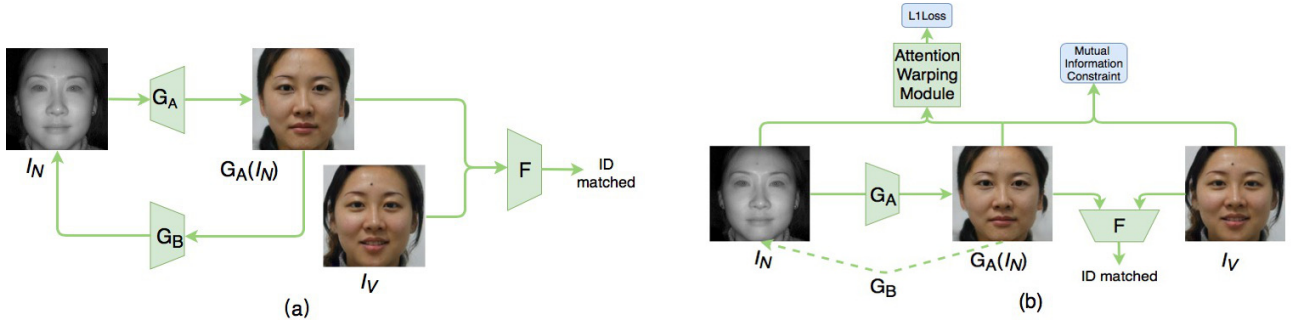 G_A
I_N
G_A(I_N)
G_B
I_V
F
ID
matched
(a)
L1Loss
Attention
Warping
Module
Mutual
Information
Constraint
G_A
F
I_N
G_A(I_N)
I_V
ID matched
G_B
(b)